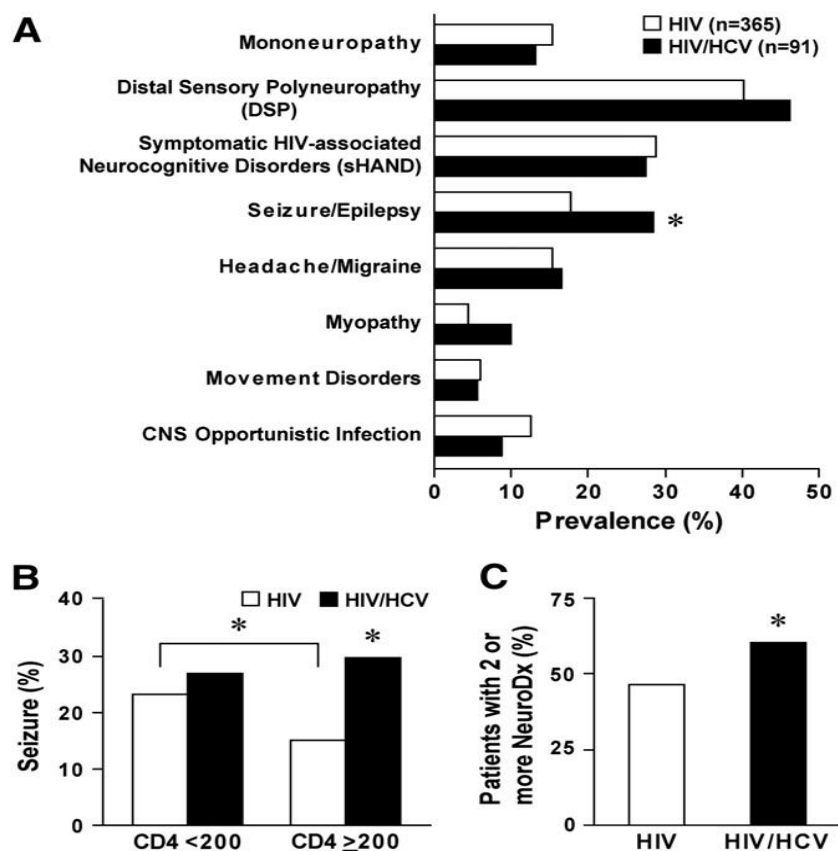 A
HIV (n=365)
HIV/HCV (n=91)
Mononeuropathy
Distal Sensory Polyneuropathy
(DSP)
Symptomatic HIV-associated
Neurocognitive Disorders (sHAND)
Seizure/Epilepsy
*
Headache/Migraine
Myopathy
Movement Disorders
CNS Opportunistic Infection
0 10 20 30 40 50
Prevalence (%)
B
HIV HIV/HCV
Seizure (%)
40
30
20
10
0
* *
CD4 <200 CD4 ≥200
C
Patients with 2 or
more NeuroDx (%)
75
50
25
0
*
HIV HIV/HCV